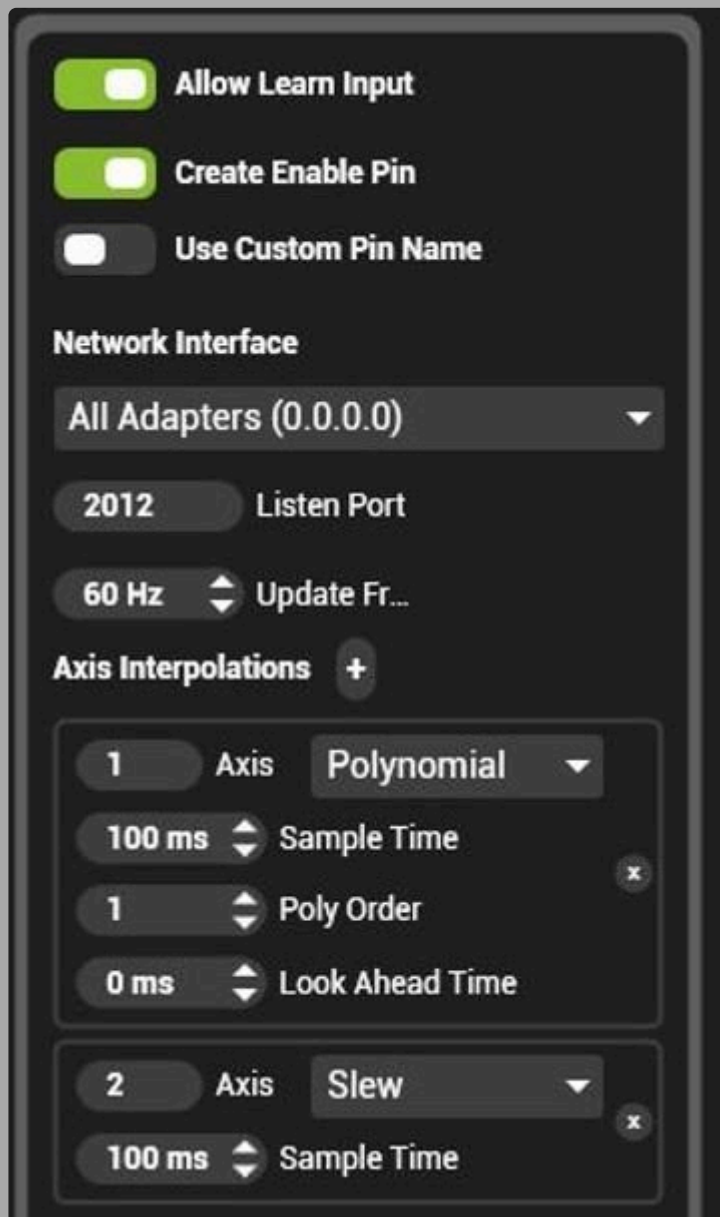 Allow Learn Input
Create Enable Pin
Use Custom Pin Name
Network Interface
All Adapters (0.0.0.0)
2012 Listen Port
60 Hz Update Fr...
Axis Interpolations +
1 Axis Polynomial
100 ms Sample Time
x
1 Poly Order
0 ms Look Ahead Time
2 Axis Slew
x
100 ms Sample Time